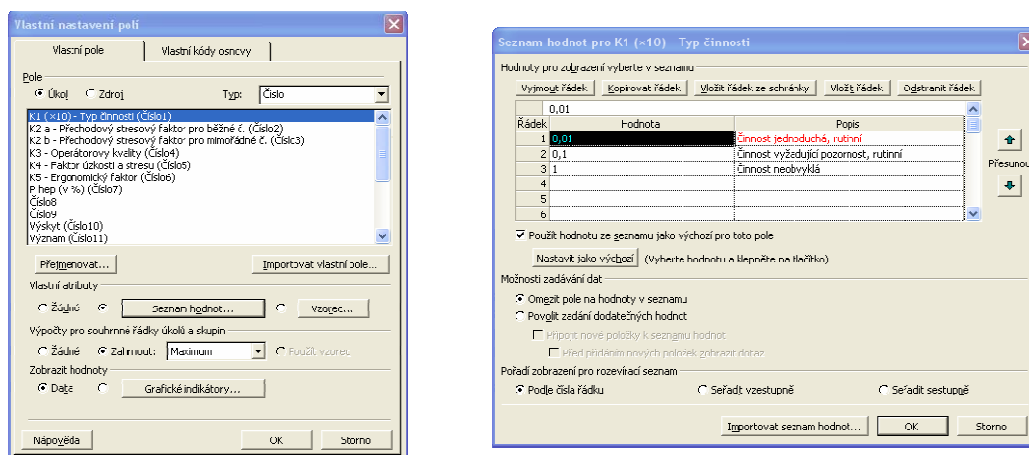 Vlastní nastavení polí
Vlastní pole
Vlastní kódy osnovy
Pole
Úkol
Zdroj
Typ:
Číslo
K1 (×10) - Typ činnosti (Číslo1)
K2 a - Přechodový stresový faktor pro běžné č. (Číslo2)
K2 b - Přechodový stresový faktor pro mimořádné č. (Číslo3)
K3 - Operátorovy kvality (Číslo4)
K4 - Faktor úzkosti a stresu (Číslo5)
K5 - Ergonomický faktor (Číslo6)
P hep (v %) (Číslo7)
Číslo8
Číslo9
Výskyt (Číslo10)
Význam (Číslo11)
Přejmenovat...
Importovat vlastní pole...
Vlastní atributy
Žádné
Seznam hodnot...
Vzorec...
Výpočty pro souhrnné řádky úkolů a skupin
Žádné
Zahrnout:
Maximum
Použít vzorec
Zobrazit hodnoty
Data
Grafické indikátory...
Nápověda
OK
Storno
Seznam hodnot pro K1 (×10) Typ činnosti
Hodnoty pro zobrazení vyberte v seznamu
Vyjmout řádek
Kopírovat řádek
Vložit řádek ze schránky
Vložit řádek
Odstranit řádek
0,01
Řádek Hodnota Popis
1 0,01 Činnost jednoduchá, rutinní
2 0,1 Činnost vyžadující pozornost, rutinní
3 1 Činnost neobvyklá
4
5
6
Přesunou
Použít hodnotu ze seznamu jako výchozí pro toto pole
Nastavit jako výchozí
(Vyberte hodnotu a klepněte na tlačítko)
Možnosti zadávání dat
Omezit pole na hodnoty v seznamu
Povolit zadání dodatečných hodnot
Připojit nové položky k seznamu hodnot
Před přidáním nových položek zobrazit dotaz
Pořadí zobrazení pro rozevírací seznam
Podle čísla řádku
Seřadit vzestupně
Seřadit sestupně
Importovat seznam hodnot...
OK
Storno